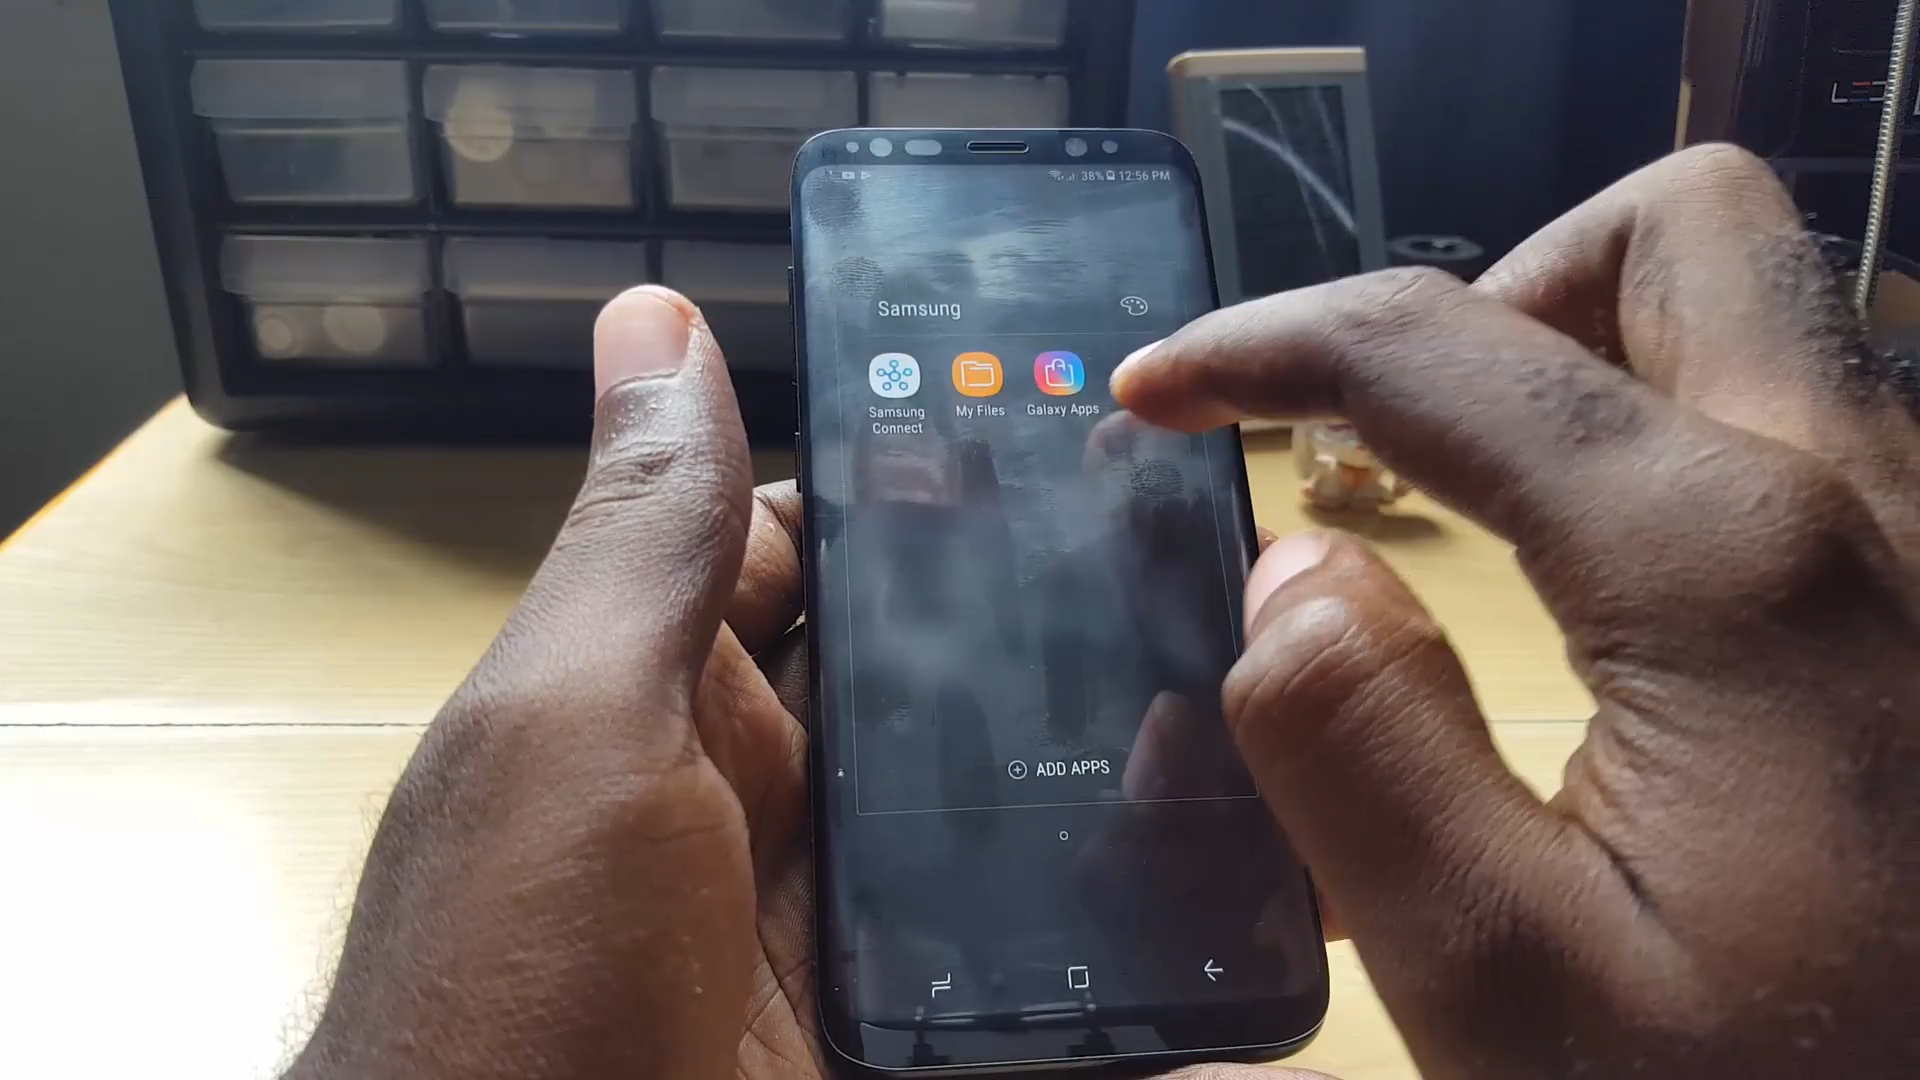 38% 12:56 PM
Samsung
Samsung
Connect
My Files
Galaxy Apps
ADD APPS